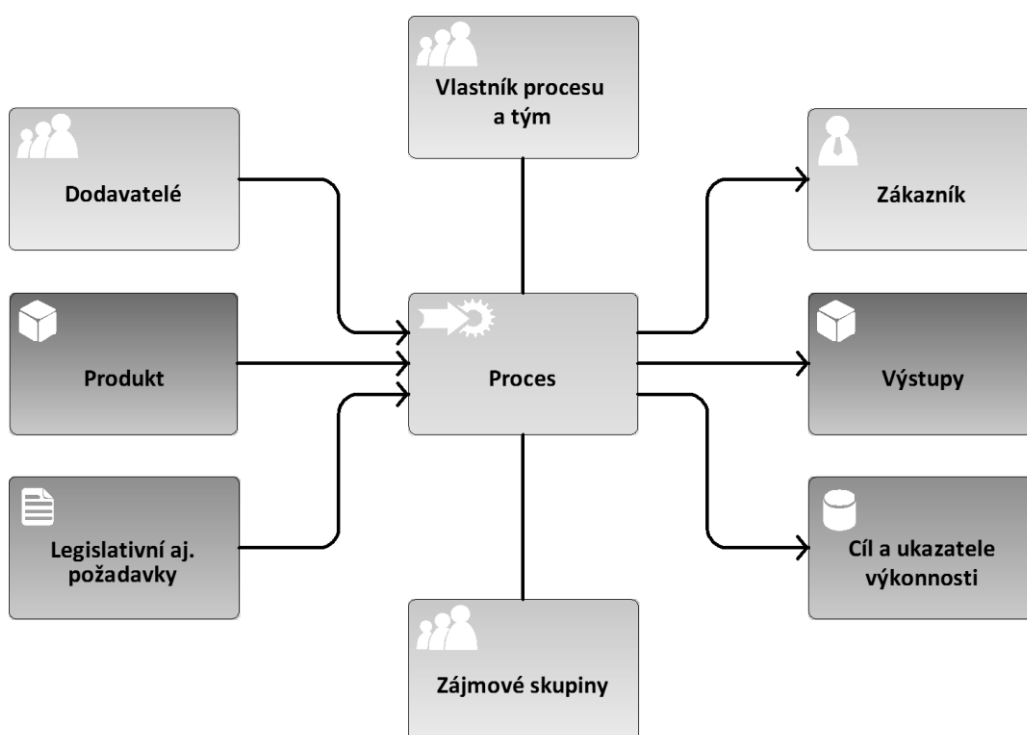 Vlastník procesu
a tým
Dodavatelé
Zákazník
Produkt
Proces
Výstupy
Legislativní aj.
požadavky
Cíl a ukazatele
výkonnosti
Zájmové skupiny